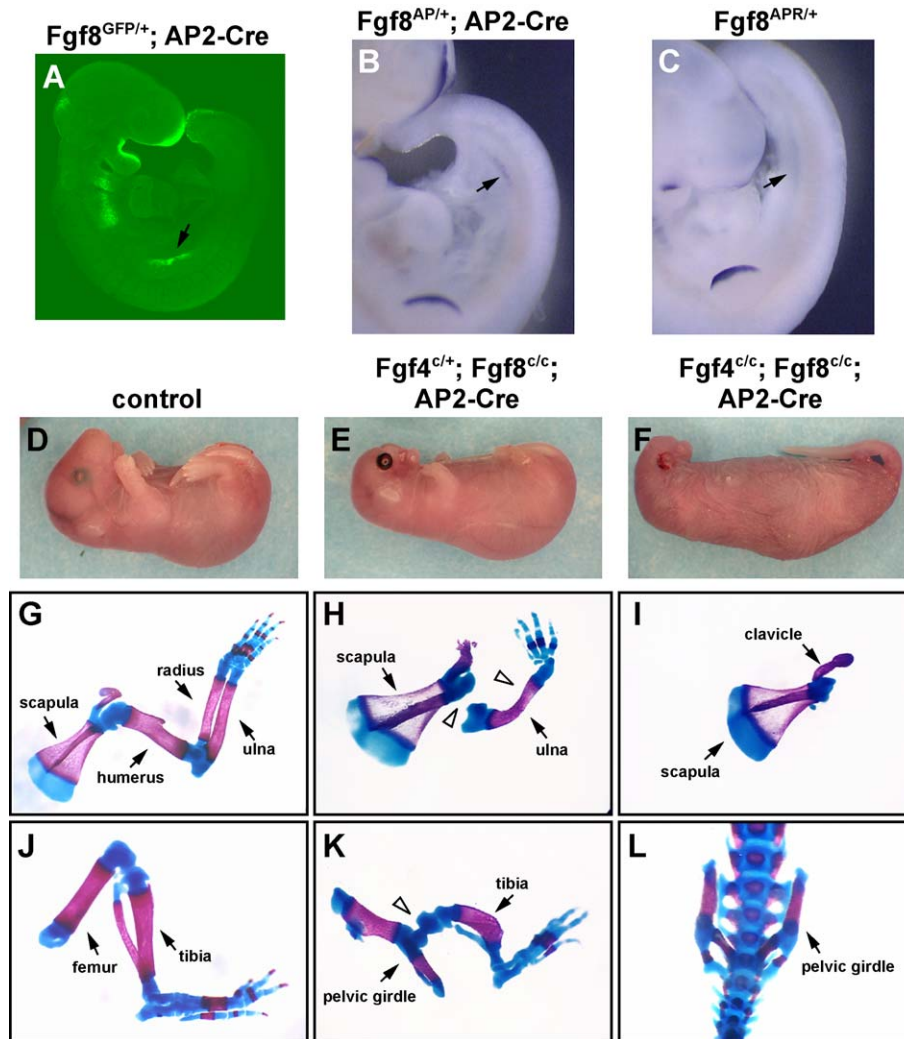 Fgf8GFP/+; AP2-Cre
Fgf8AP/+; AP2-Cre
Fgf8APR/+
A
B
C
control
Fgf4c/+; Fgf8c/c;
AP2-Cre
Fgf4c/c; Fgf8c/c;
AP2-Cre
D
E
F
G
scapula
radius
humerus
ulna
H
scapula
ulna
I
clavicle
scapula
J
femur
tibia
K
tibia
pelvic girdle
L
pelvic girdle